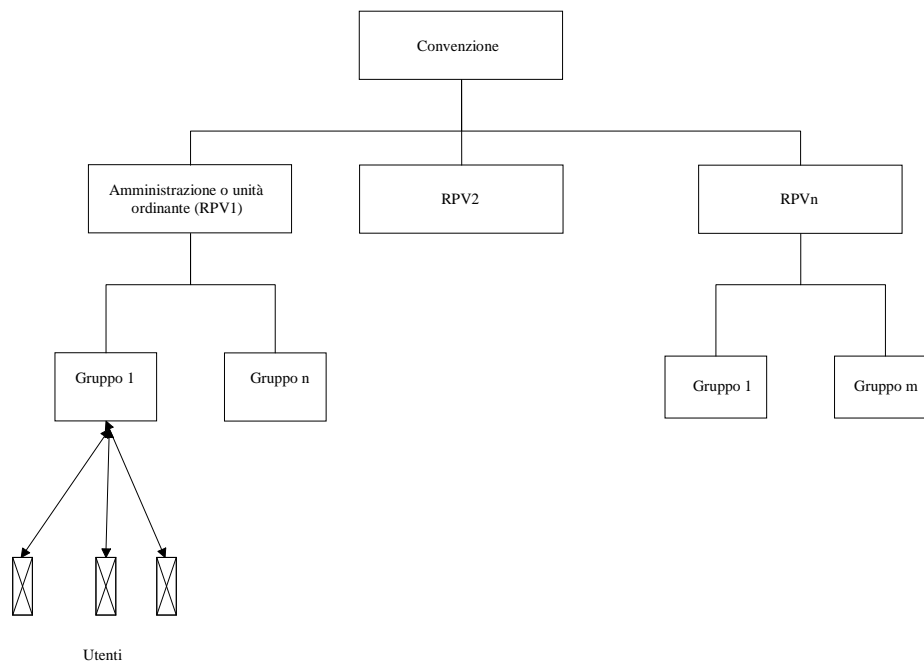 Convenzione
Amministrazione o unità
ordinante (RPV1)
RPV2
RPVn
Gruppo 1
Gruppo n
Gruppo 1
Gruppo m
Utenti